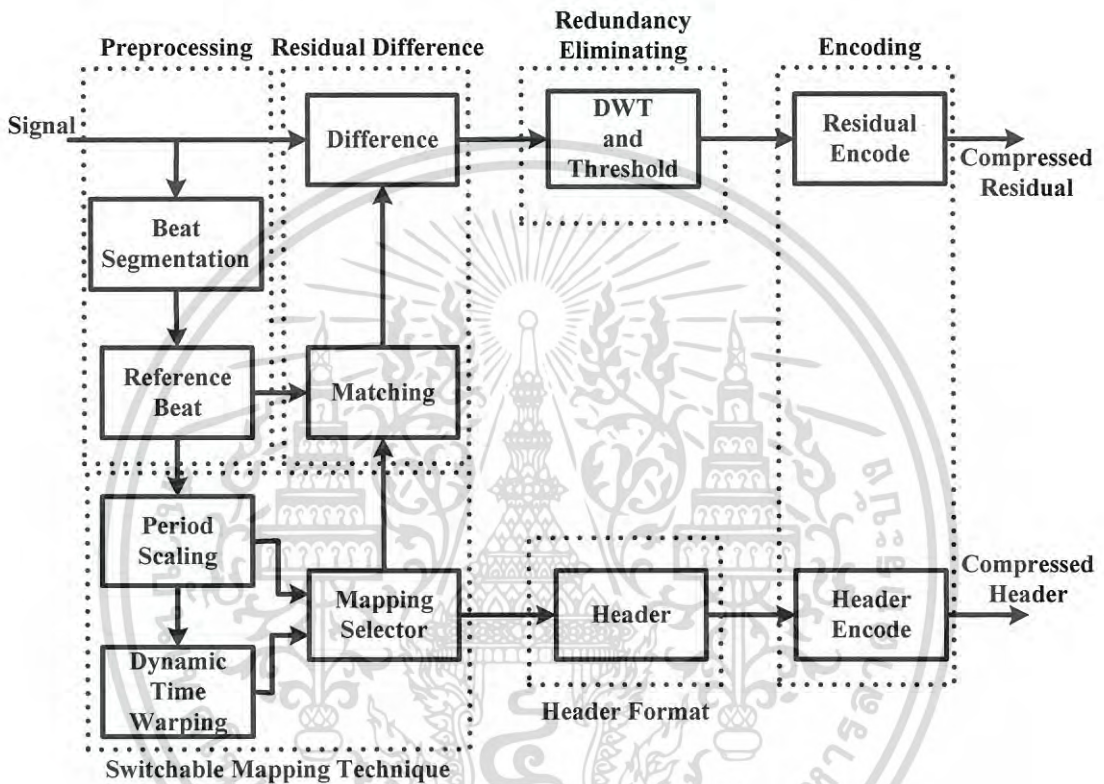 Preprocessing
Residual Difference
Redundancy
Eliminating
Encoding
Signal
Difference
DWT
and
Threshold
Residual
Encode
Compressed
Residual
Beat
Segmentation
Reference
Beat
Matching
Period
Scaling
Mapping
Selector
Header
Header
Encode
Compressed
Header
Dynamic
Time
Warping
Header Format
Switchable Mapping Technique